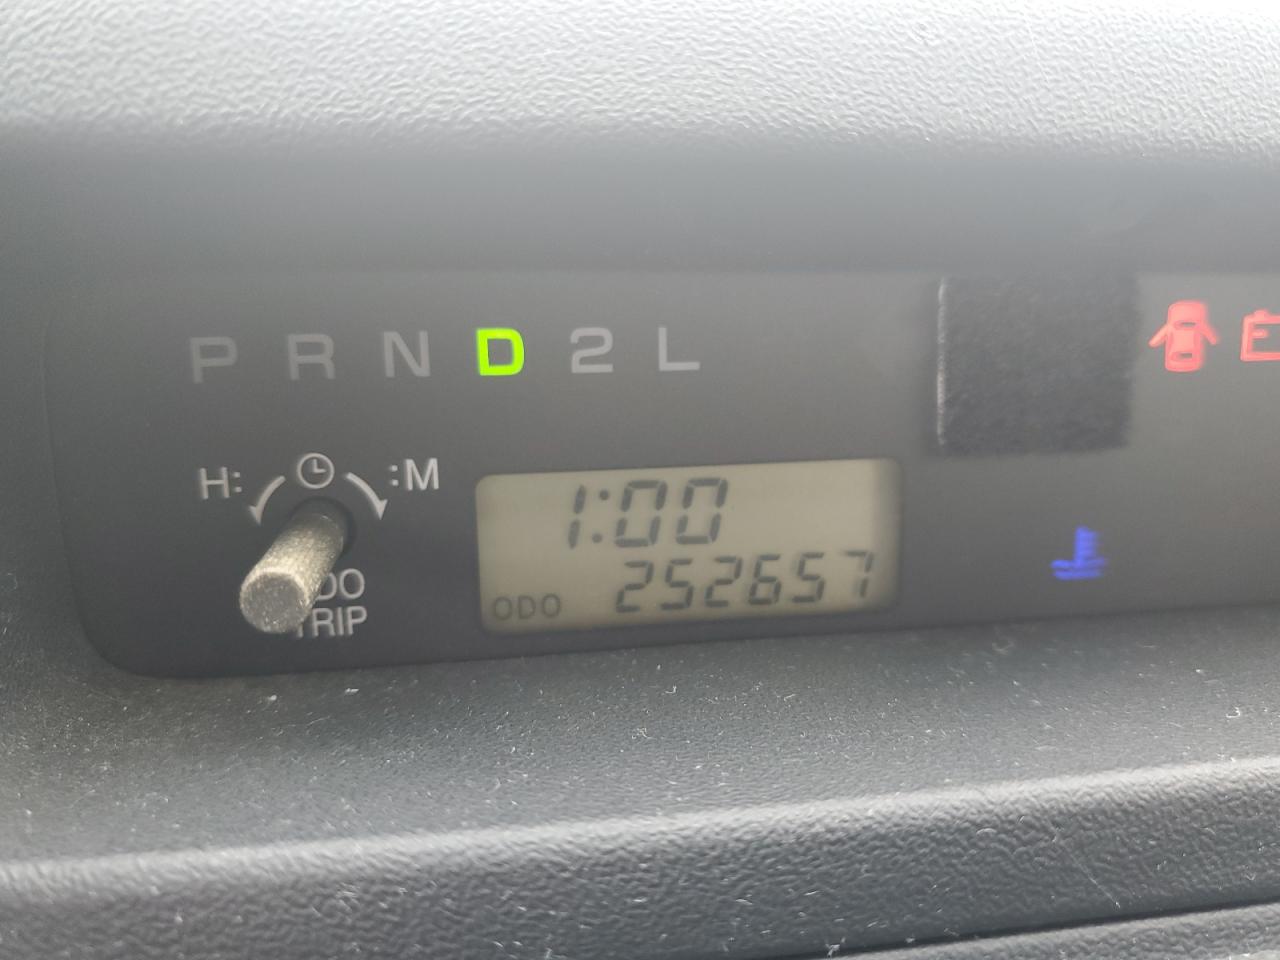 P R N D 2 L
H: :M
1:00
ODO 252657
TRIP